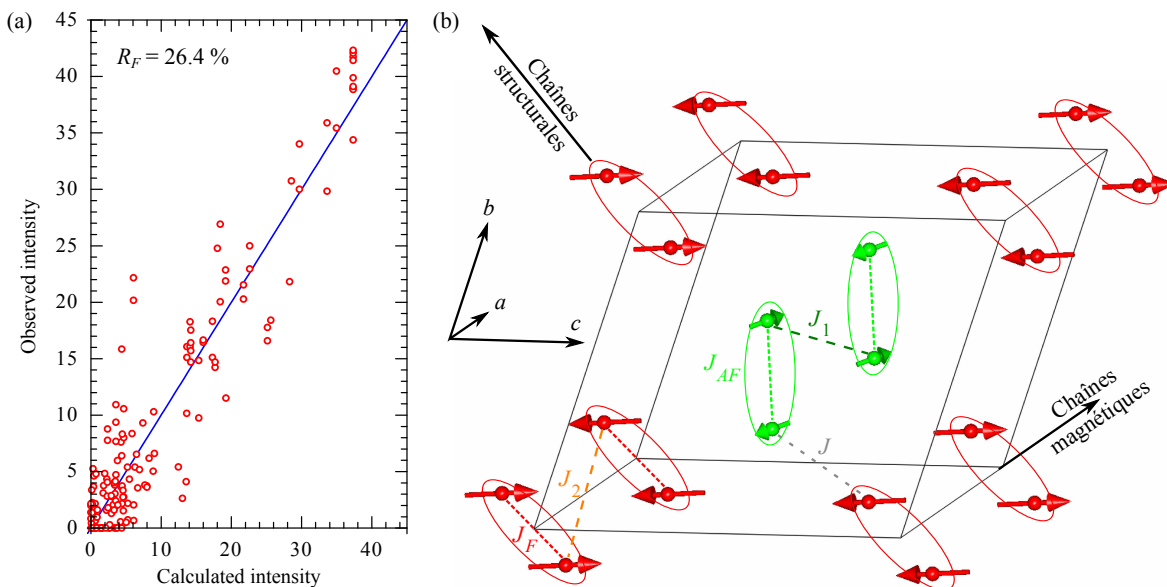 (a)
45
40
35
30
25
20
15
10
5
0
0
10
20
30
40
R_F = 26.4 %
Observed intensity
Calculated intensity
(b)
Chaînes
structurales
b
a
c
J_1
J_AF
J
J_2
J_F
Chaînes
magnétiques